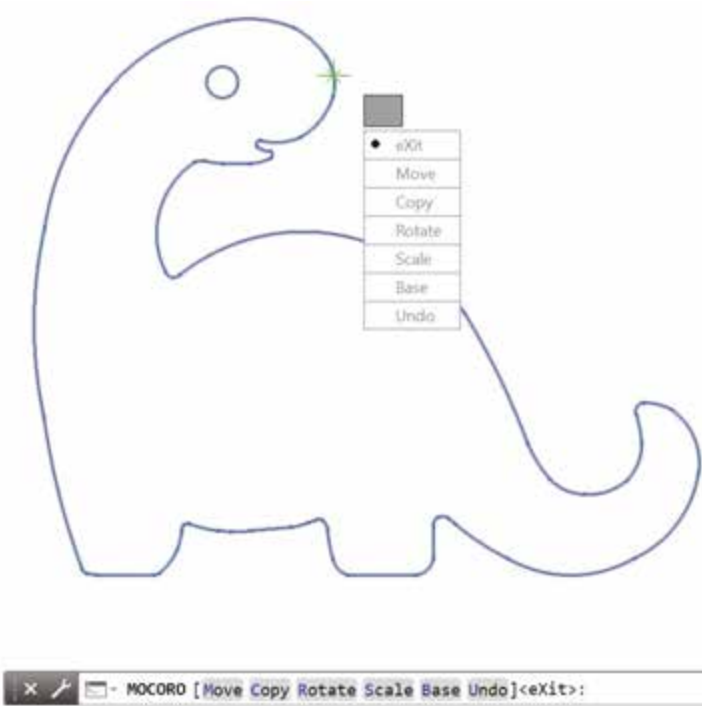 eXit
Move
Copy
Rotate
Scale
Base
Undo
MOCORO [Move Copy Rotate Scale Base Undo]<eXit>: